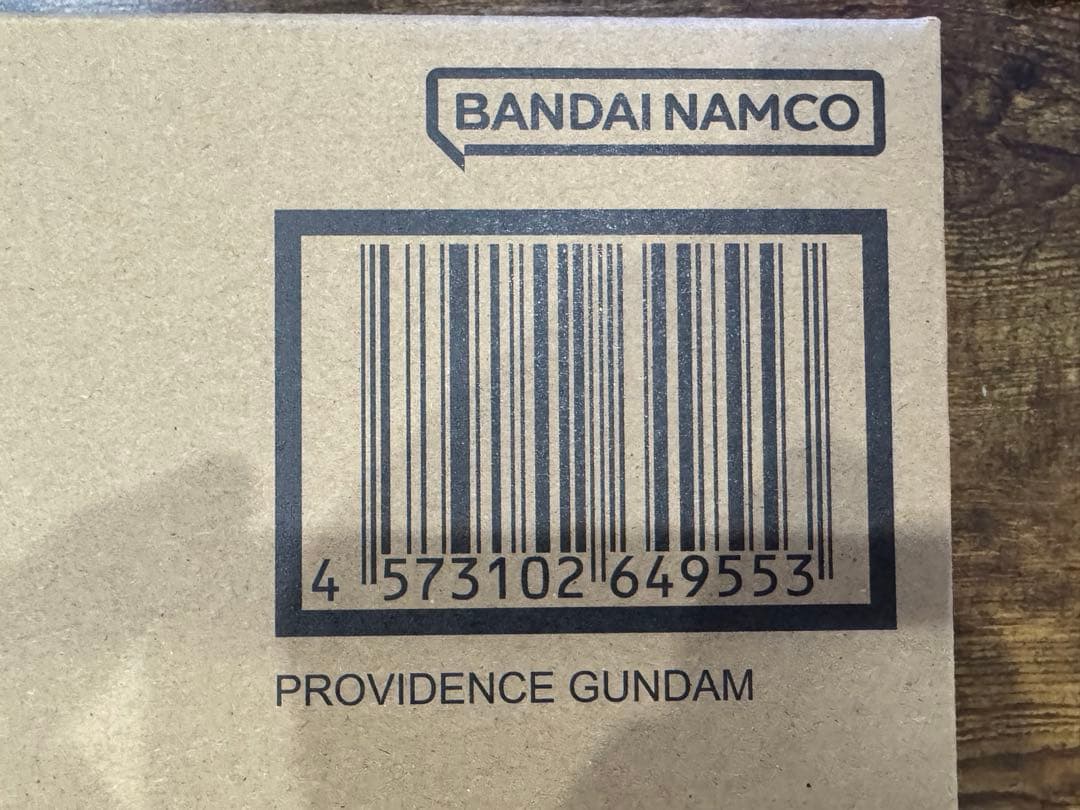 BANDAI NAMCO
4 573102 649553
PROVIDENCE GUNDAM